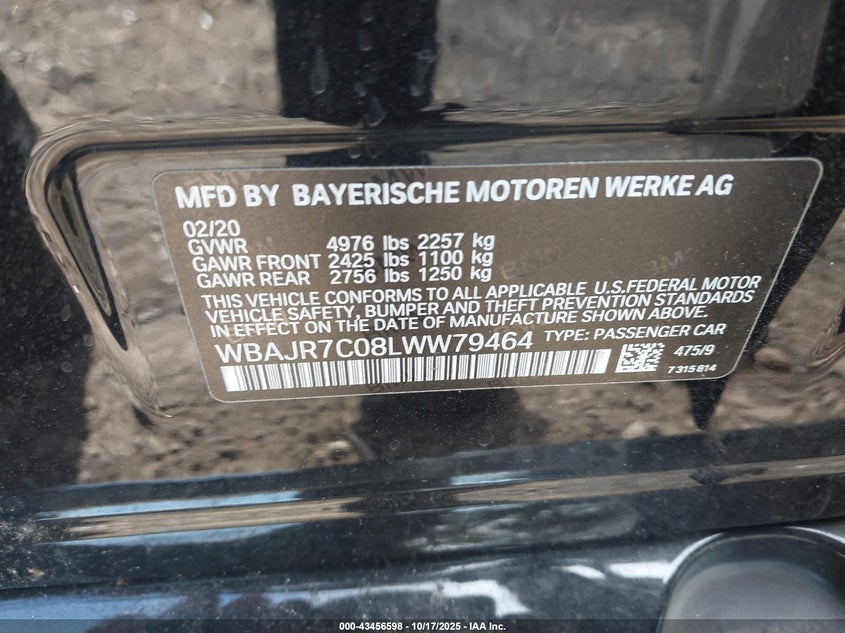 MFD BY BAYERISCHE MOTOREN WERKE AG
02/20
GVWR 4976 lbs 2257 kg
GAWR FRONT 2425 lbs 1100 kg
GAWR REAR 2756 lbs 1250 kg
THIS VEHICLE CONFORMS TO ALL APPLICABLE U.S.FEDERAL MOTOR
VEHICLE SAFETY, BUMPER AND THEFT PREVENTION STANDARDS
IN EFFECT ON THE DATE OF MANUFACTURE SHOWN ABOVE.
WBAJR7C08LWW79464 TYPE: PASSENGER CAR
475/9
7 315 814
000-43456598 - 10/17/2025 - IAA Inc.